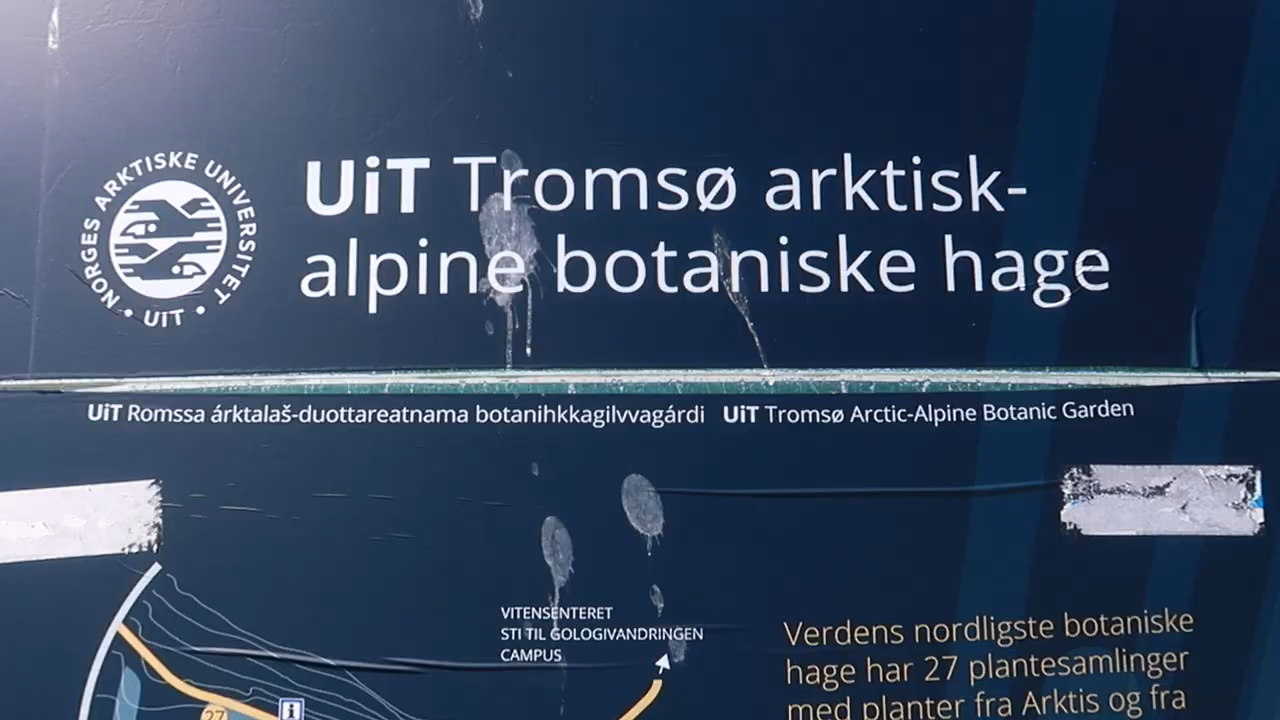 NORGES ARKTISKE UNIVERSITET
• UIT •
UiT Tromsø arktisk-
alpine botaniske hage
UiT Romssa árktalaš-duottareatnama botanihkkagilvvagárdi UiT Tromsø Arctic-Alpine Botanic Garden
VITENSENTERET
STI TIL GOLOGIVANDRINGEN
CAMPUS
Verdens nordligste botaniske
hage har 27 plantesamlinger
med planter fra Arktis og fra
27
i